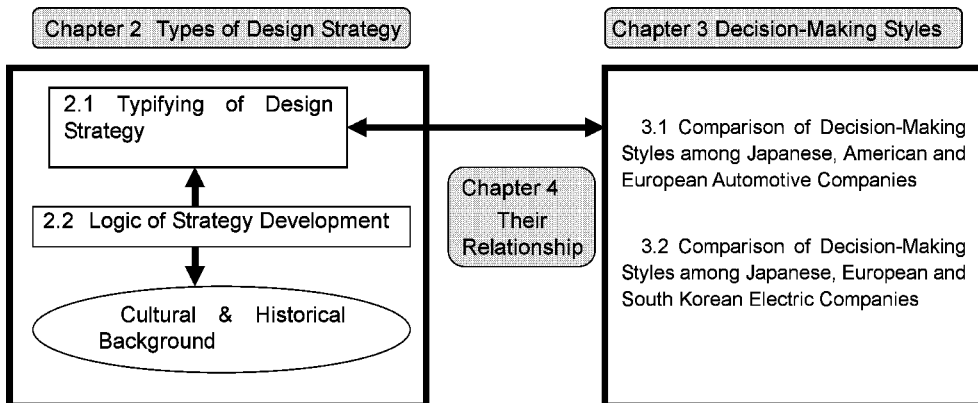 Chapter 2 Types of Design Strategy
2.1 Typifying of Design
Strategy
2.2 Logic of Strategy Development
Cultural & Historical
Background
Chapter 4
Their
Relationship
Chapter 3 Decision-Making Styles
3.1 Comparison of Decision-Making
Styles among Japanese, American and
European Automotive Companies
3.2 Comparison of Decision-Making
Styles among Japanese, European and
South Korean Electric Companies